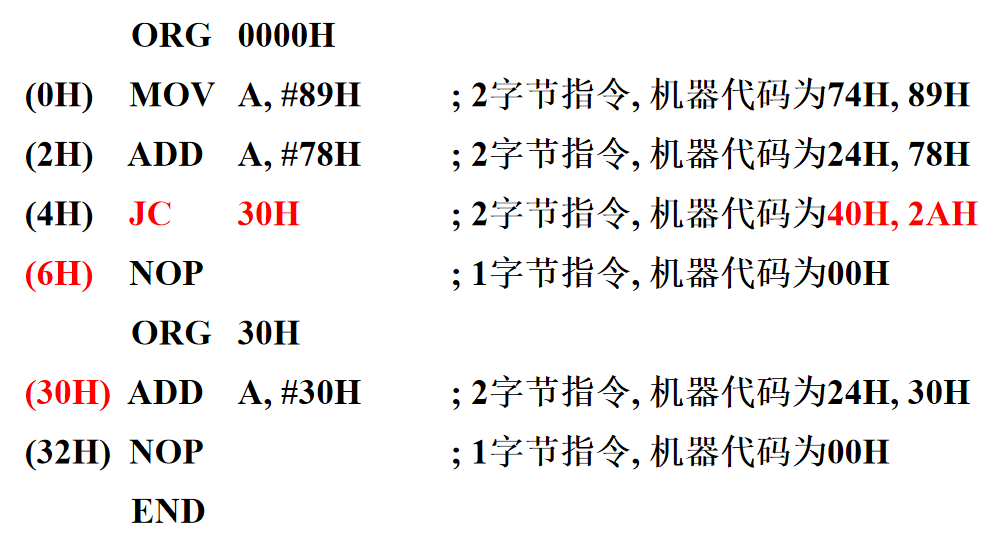 ORG 0000H
(0H) MOV A, #89H ; 2字节指令, 机器代码为74H, 89H
(2H) ADD A, #78H ; 2字节指令, 机器代码为24H, 78H
(4H) JC 30H ; 2字节指令, 机器代码为40H, 2AH
(6H) NOP ; 1字节指令, 机器代码为00H
ORG 30H
(30H) ADD A, #30H ; 2字节指令, 机器代码为24H, 30H
(32H) NOP ; 1字节指令, 机器代码为00H
END